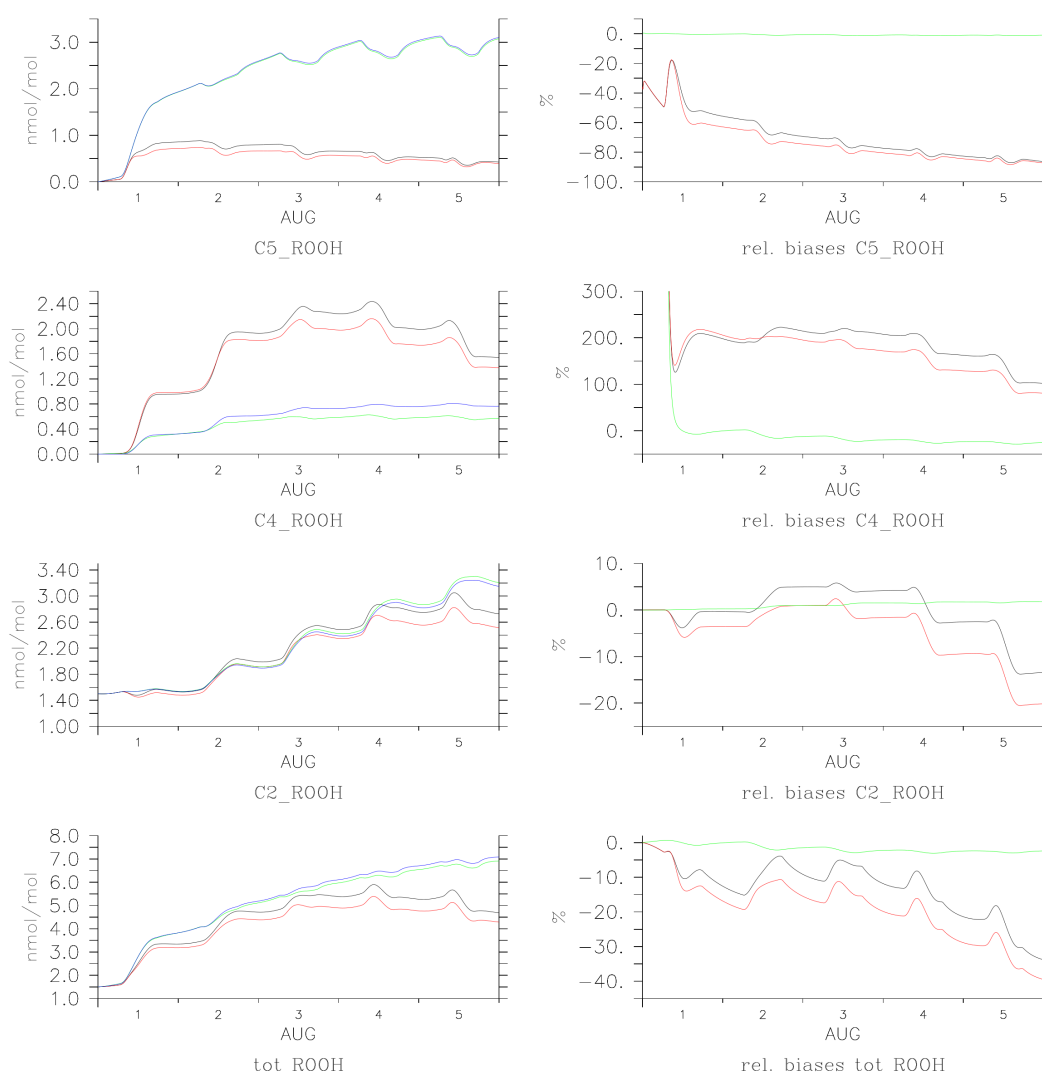 nmol/mol
3.0
2.0
1.0
0.0
1 2 3 4 5
AUG
C5_ROOH
%
0.
−20.
−40.
−60.
−80.
−100.
1 2 3 4 5
AUG
rel. biases C5_ROOH
nmol/mol
2.40
2.00
1.60
1.20
0.80
0.40
0.00
1 2 3 4 5
AUG
C4_ROOH
%
300.
200.
100.
0.
1 2 3 4 5
AUG
rel. biases C4_ROOH
nmol/mol
3.40
3.00
2.60
2.20
1.80
1.40
1.00
1 2 3 4 5
AUG
C2_ROOH
%
10.
0.
−10.
−20.
1 2 3 4 5
AUG
rel. biases C2_ROOH
nmol/mol
8.0
7.0
6.0
5.0
4.0
3.0
2.0
1.0
1 2 3 4 5
AUG
tot ROOH
%
0.
−10.
−20.
−30.
−40.
1 2 3 4 5
AUG
rel. biases tot ROOH